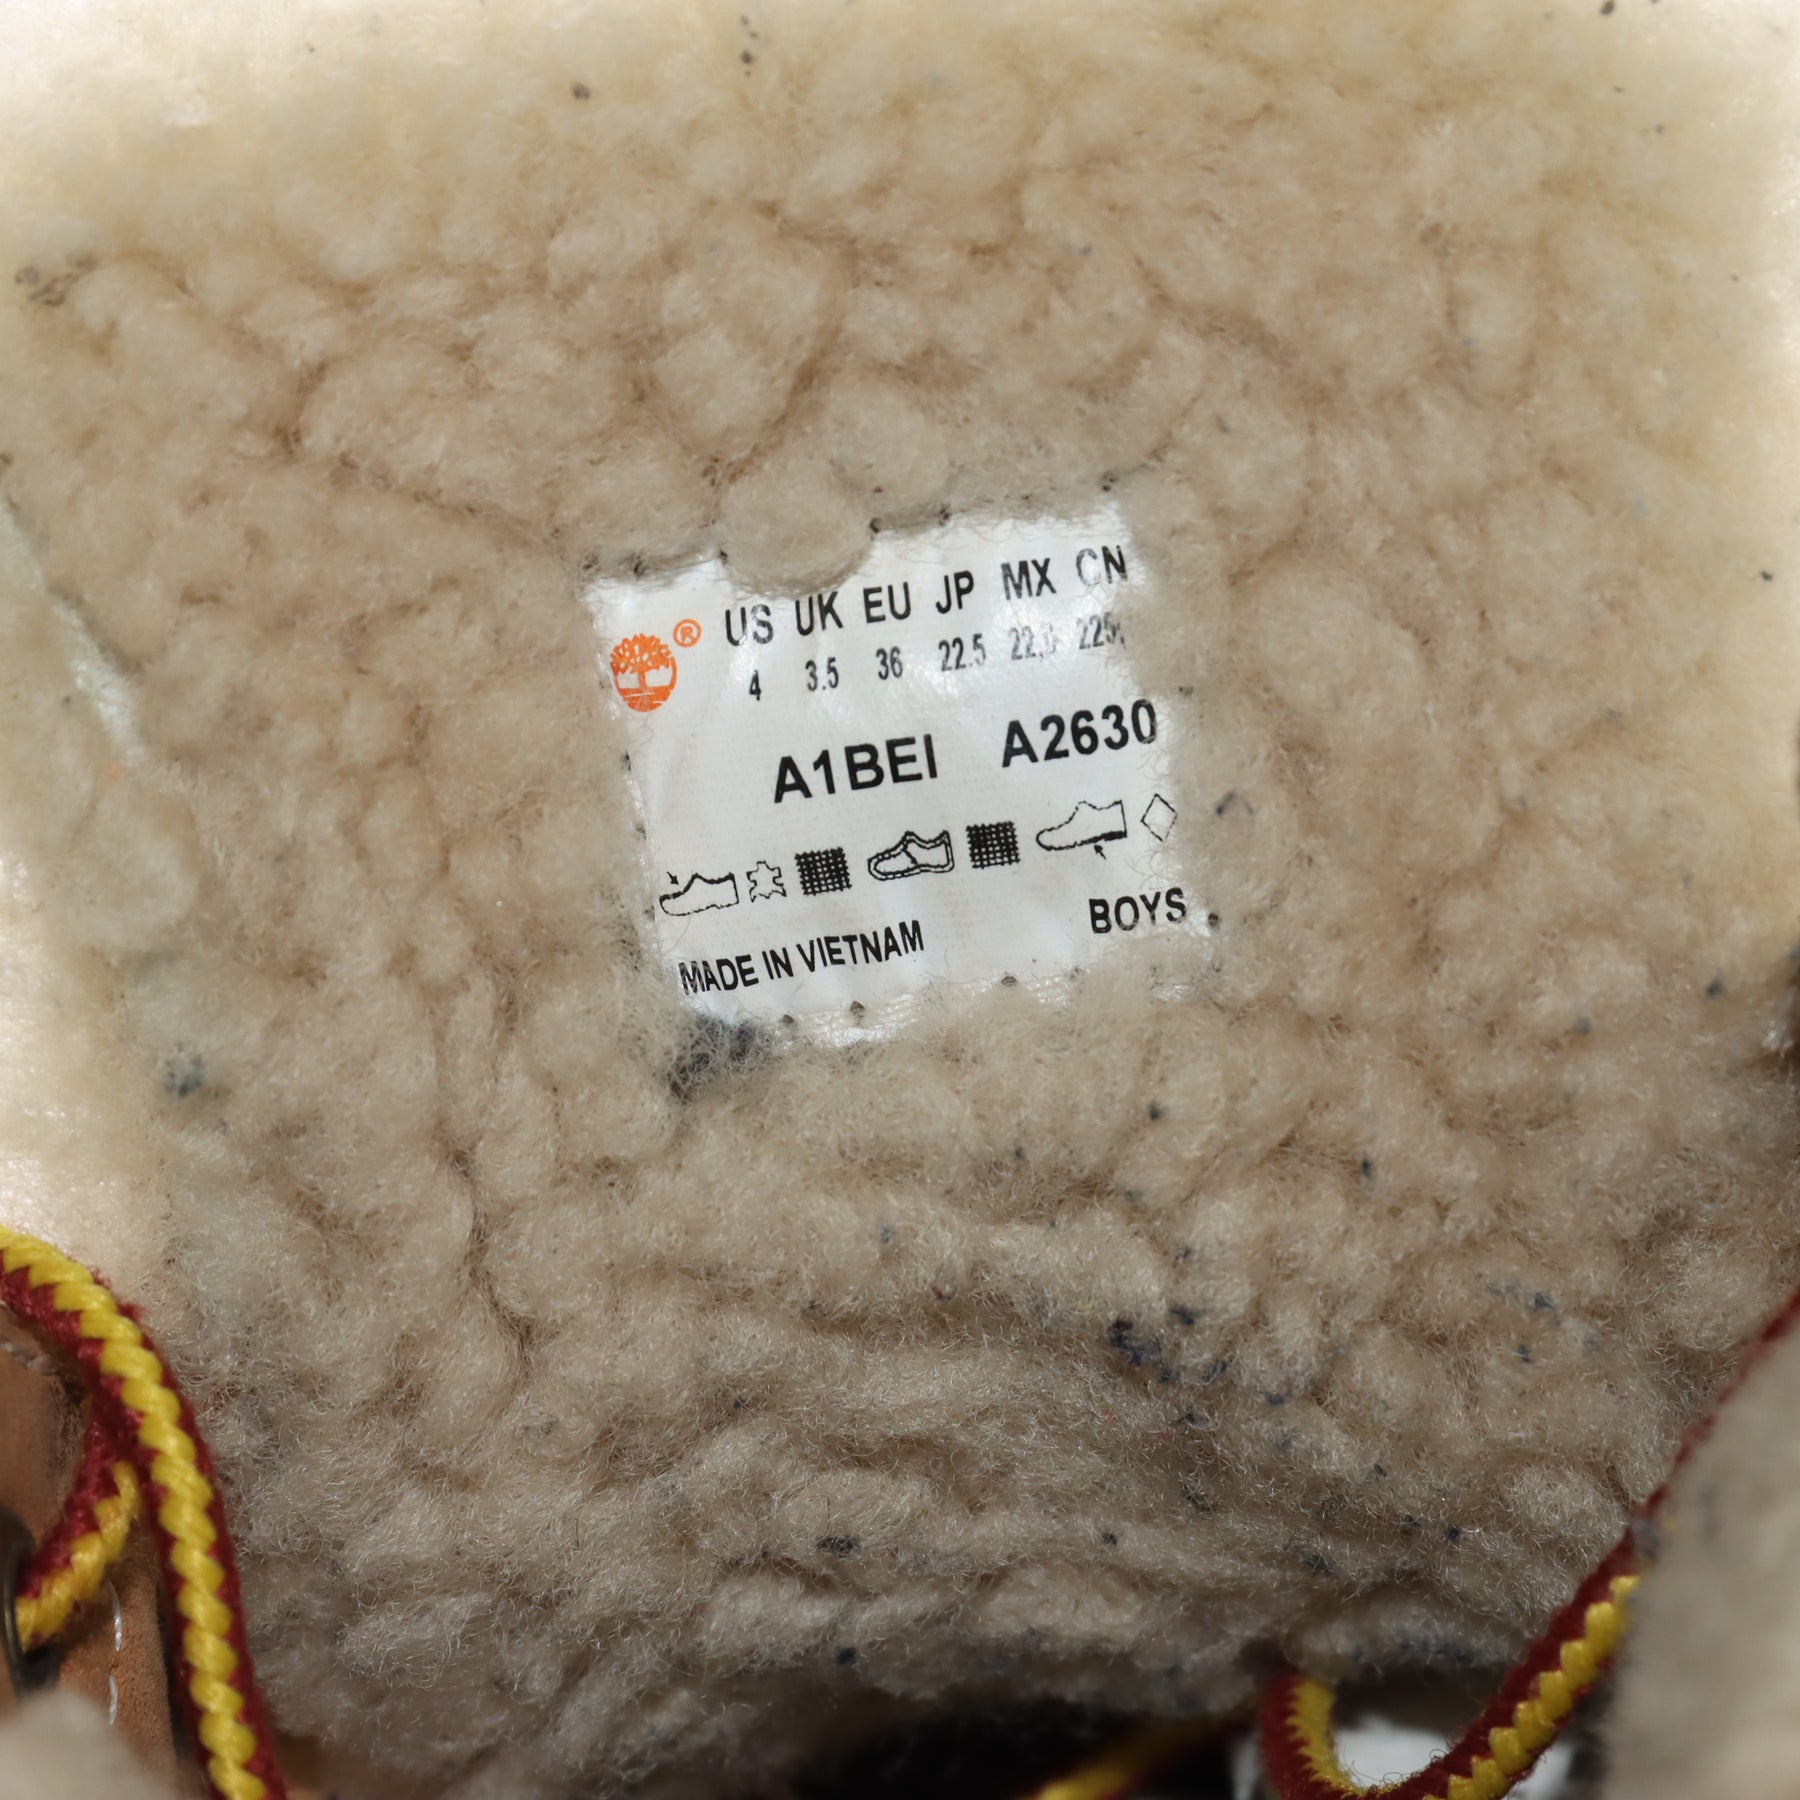 ® US UK EU JP MX CN
4 3.5 36 22.5
A1BEI A2630
BOYS
MADE IN VIETNAM